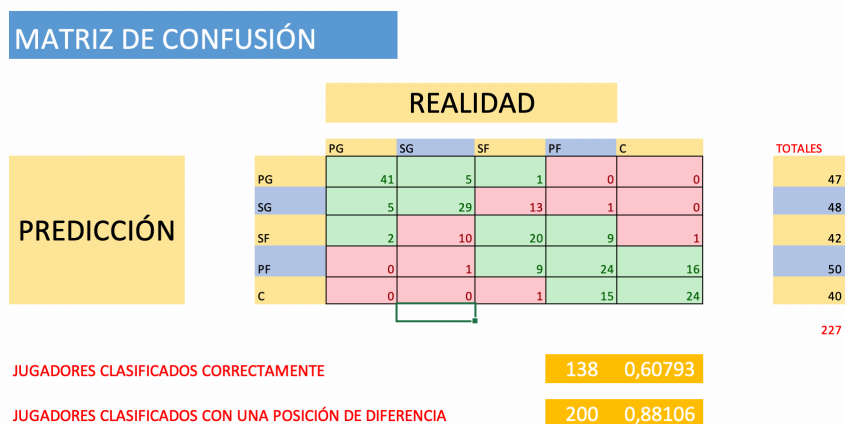 MATRIZ DE CONFUSIÓN
REALIDAD
PG SG SF PF C TOTALES
PREDICCIÓN
PG 41 5 1 0 0 47
SG 5 29 13 1 0 48
SF 2 10 20 9 1 42
PF 0 1 9 24 16 50
C 0 0 1 15 24 40
227
JUGADORES CLASIFICADOS CORRECTAMENTE 138 0,60793
JUGADORES CLASIFICADOS CON UNA POSICIÓN DE DIFERENCIA 200 0,88106